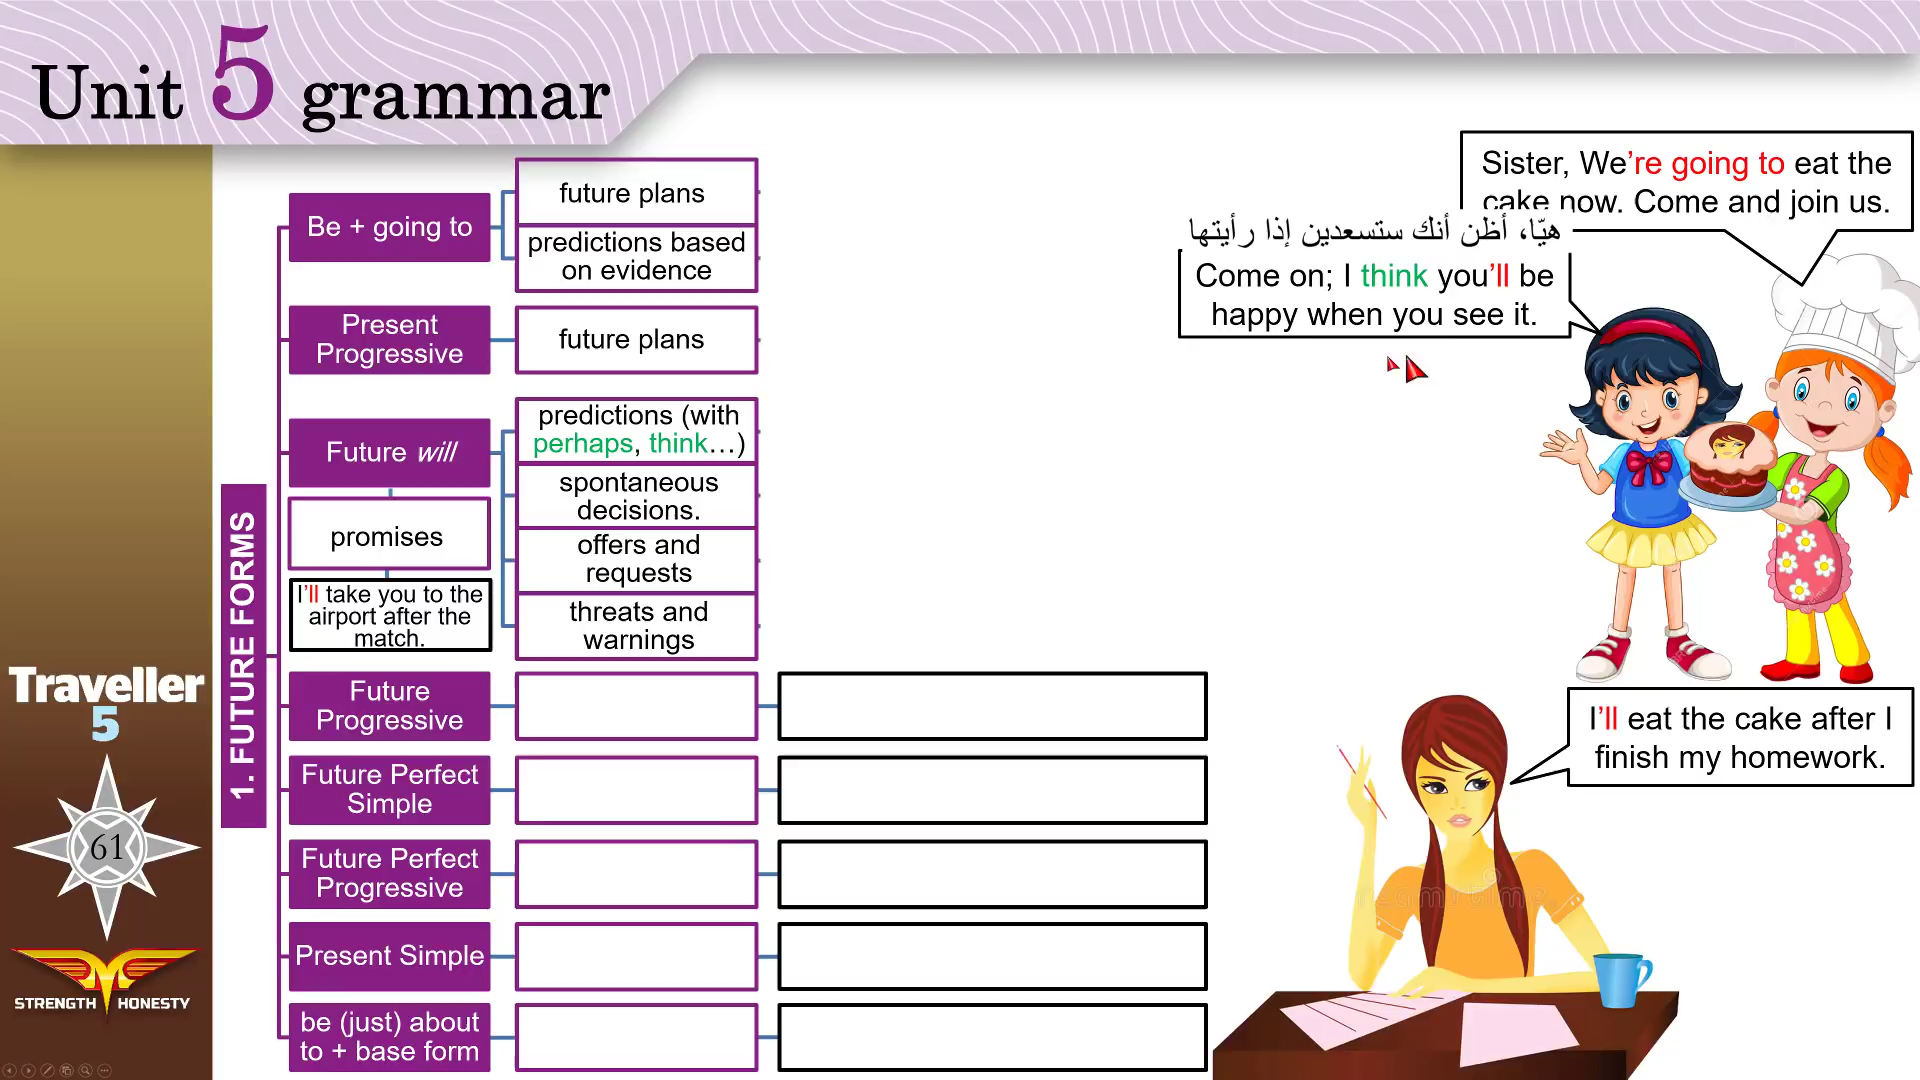 Unit 5 grammar
Traveller
5
61
STRENGTH HONESTY
1. FUTURE FORMS
Be + going to
future plans
predictions based
on evidence
Present
Progressive
future plans
Future will
predictions (with
perhaps, think...)
spontaneous
decisions.
offers and
requests
threats and
warnings
promises
I'll take you to the
airport after the
match.
Future
Progressive
Future Perfect
Simple
Future Perfect
Progressive
Present Simple
be (just) about
to + base form
Sister, We're going to eat the
cake now. Come and join us.
هيّا، أظن أنك ستسعدين إذا رأيتها
Come on; I think you'll be
happy when you see it.
I'll eat the cake after I
finish my homework.